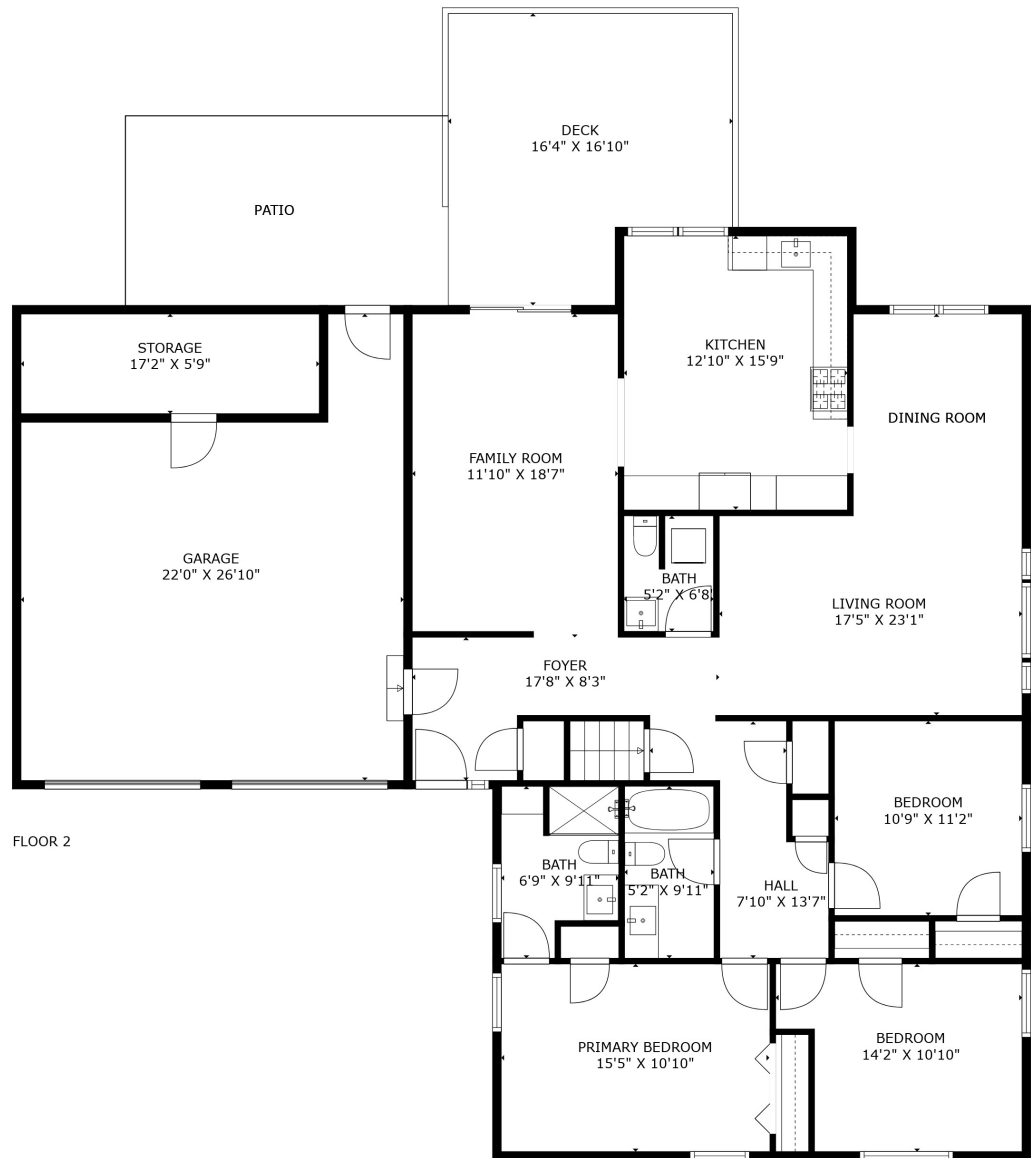 DECK
16'4" X 16'10"
PATIO
STORAGE
17'2" X 5'9"
KITCHEN
12'10" X 15'9"
DINING ROOM
FAMILY ROOM
11'10" X 18'7"
GARAGE
22'0" X 26'10"
BATH
5'2" X 6'8
LIVING ROOM
17'5" X 23'1"
FOYER
17'8" X 8'3"
BEDROOM
10'9" X 11'2"
FLOOR 2
BATH
6'9" X 9'11"
BATH
5'2" X 9'11"
HALL
7'10" X 13'7"
PRIMARY BEDROOM
15'5" X 10'10"
BEDROOM
14'2" X 10'10"